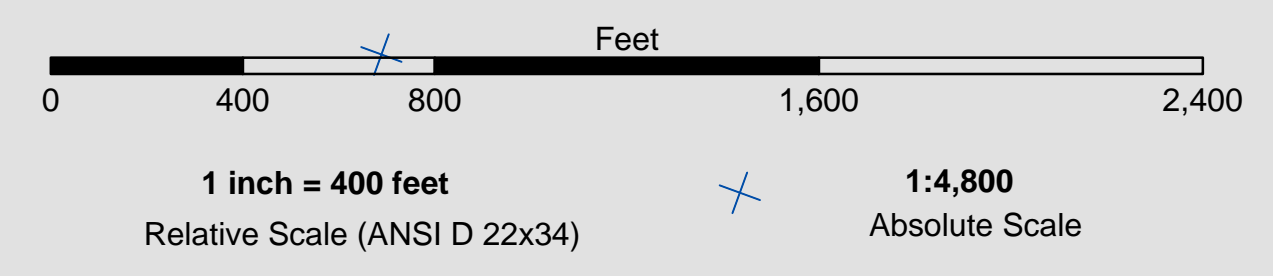 Feet
0 400 800 1,600 2,400
1 inch = 400 feet
Relative Scale (ANSI D 22x34)
1:4,800
Absolute Scale